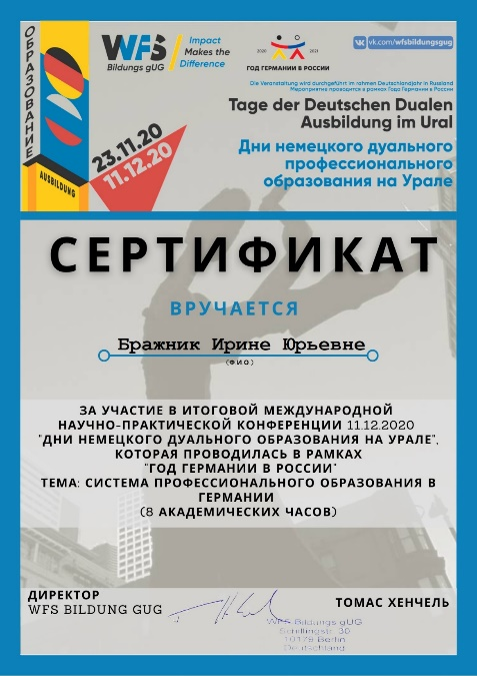 ОБРАЗОВАНИЕ
AUSBILDUNG
WFS
Bildungs gUG
Impact
Makes the
Difference
2020 2021
ГОД ГЕРМАНИИ В РОССИИ
vk.com/wfsbildungsgug
Die Veranstaltung wird durchgeführt im rahmen Deutschlandjahr in Russland
Мероприятие проводится в рамках Года Германии в России
Tage der Deutschen Dualen
Ausbildung im Ural
23.11.20
11.12.20
Дни немецкого дуального
профессионального
образования на Урале
СЕРТИФИКАТ
ВРУЧАЕТСЯ
Бражник Ирине Юрьевне
(Ф.И.О.)
ЗА УЧАСТИЕ В ИТОГОВОЙ МЕЖДУНАРОДНОЙ
НАУЧНО-ПРАКТИЧЕСКОЙ КОНФЕРЕНЦИИ 11.12.2020
"ДНИ НЕМЕЦКОГО ДУАЛЬНОГО ОБРАЗОВАНИЯ НА УРАЛЕ",
КОТОРАЯ ПРОВОДИЛАСЬ В РАМКАХ
"ГОД ГЕРМАНИИ В РОССИИ"
ТЕМА: СИСТЕМА ПРОФЕССИОНАЛЬНОГО ОБРАЗОВАНИЯ В
ГЕРМАНИИ
(8 АКАДЕМИЧЕСКИХ ЧАСОВ)
ДИРЕКТОР
WFS BILDUNG GUG
ТОМАС ХЕНЧЕЛЬ
WFS Bildungs gUG
Schillingstr. 30
10179 Berlin
Deutschland